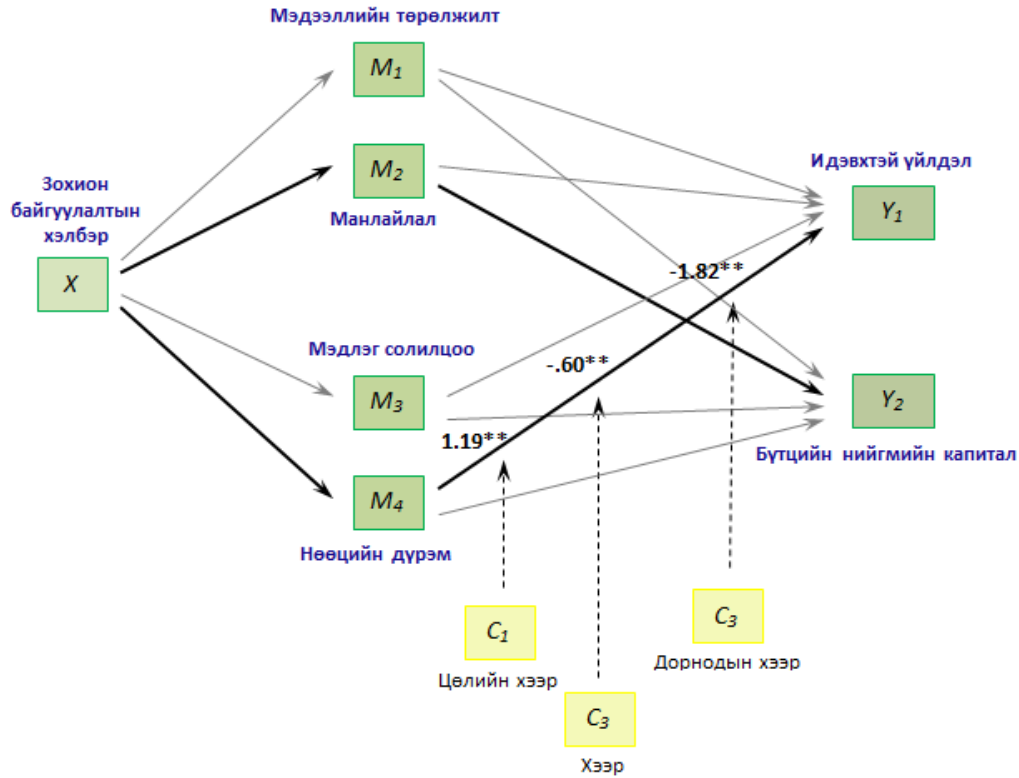 Мэдээллийн төрөлжилт
M1
M2
Манлайлал
Зохион
байгуулалтын
хэлбэр
X
Идэвхтэй үйлдэл
Y1
-1.82**
Мэдлэг солилцоо
-.60**
M3
1.19**
Y2
Бүтцийн нийгмийн капитал
M4
Нөөцийн дүрэм
C1
Цөлийн хээр
C3
Дорнодын хээр
C3
Хээр